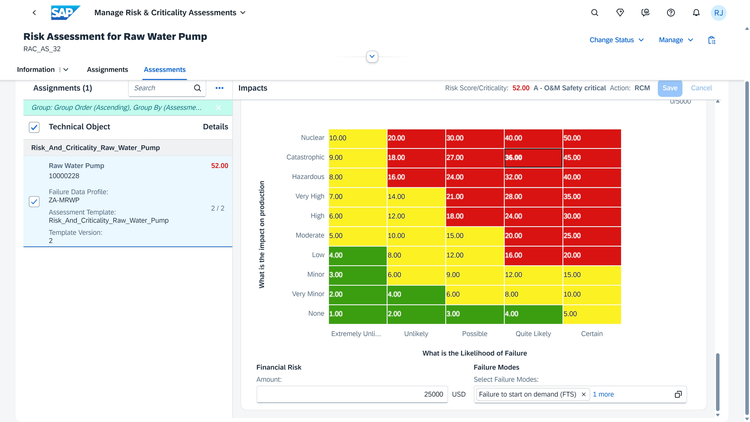 SAP Manage Risk & Criticality Assessments RJ
Risk Assessment for Raw Water Pump
RAC_AS_32
Change Status Manage
Information Assignments Assessments
Assignments (1) Search
Impacts Risk Score/Criticality: 52.00 A - O&M Safety critical Action: RCM Save Cancel
0/5000
Group: Group Order (Ascending), Group By (Assessme...
Technical Object Details
Risk_And_Criticality_Raw_Water_Pump
Raw Water Pump 52.00
10000228
Failure Data Profile:
ZA-MRWP
Assessment Template: 2 / 2
Risk_And_Criticality_Raw_Water_Pump
Template Version:
2
What is the impact on production
Nuclear 10.00 20.00 30.00 40.00 50.00
Catastrophic 9.00 18.00 27.00 36.00 45.00
Hazardous 8.00 16.00 24.00 32.00 40.00
Very High 7.00 14.00 21.00 28.00 35.00
High 6.00 12.00 18.00 24.00 30.00
Moderate 5.00 10.00 15.00 20.00 25.00
Low 4.00 8.00 12.00 16.00 20.00
Minor 3.00 6.00 9.00 12.00 15.00
Very Minor 2.00 4.00 6.00 8.00 10.00
None 1.00 2.00 3.00 4.00 5.00
Extremely Unli... Unlikely Possible Quite Likely Certain
What is the Likelihood of Failure
Financial Risk Failure Modes
Amount: Select Failure Modes:
25000 USD Failure to start on demand (FTS) × 1 more